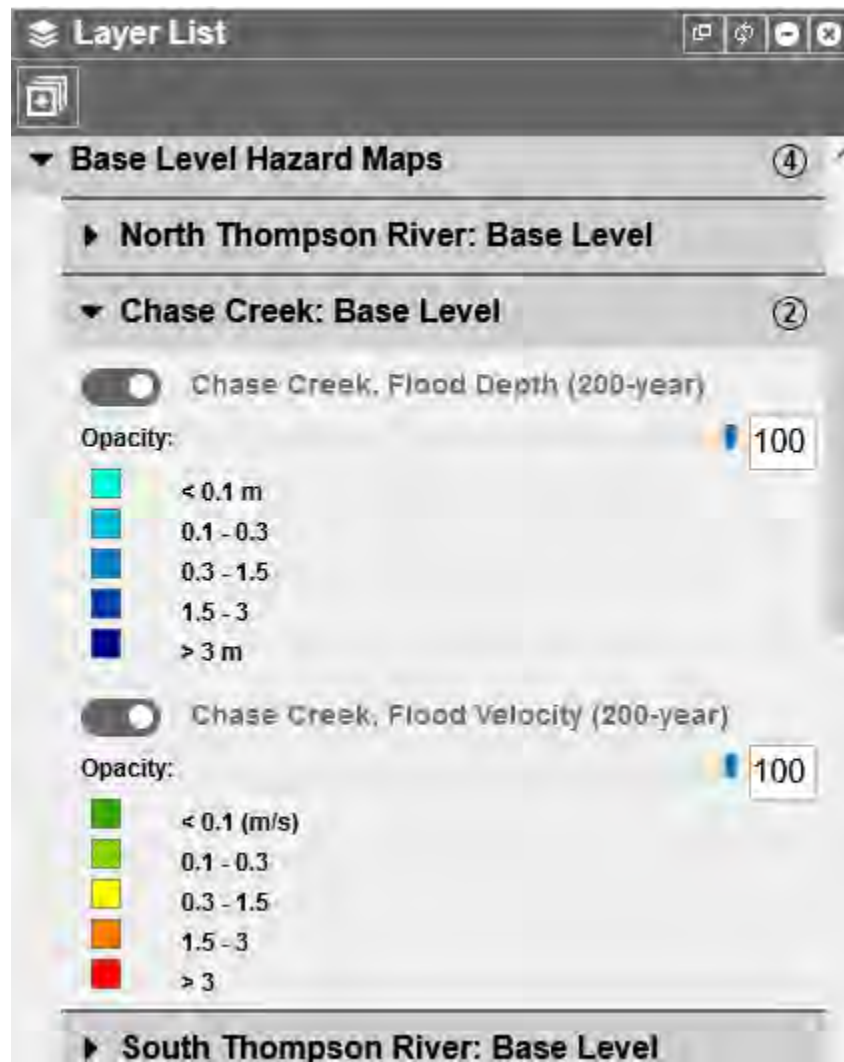 Layer List
Base Level Hazard Maps ④
North Thompson River: Base Level
Chase Creek: Base Level ②
Chase Creek, Flood Depth (200-year)
Opacity: 100
< 0.1 m
0.1 - 0.3
0.3 - 1.5
1.5 - 3
> 3 m
Chase Creek, Flood Velocity (200-year)
Opacity: 100
< 0.1 (m/s)
0.1 - 0.3
0.3 - 1.5
1.5 - 3
> 3
South Thompson River: Base Level